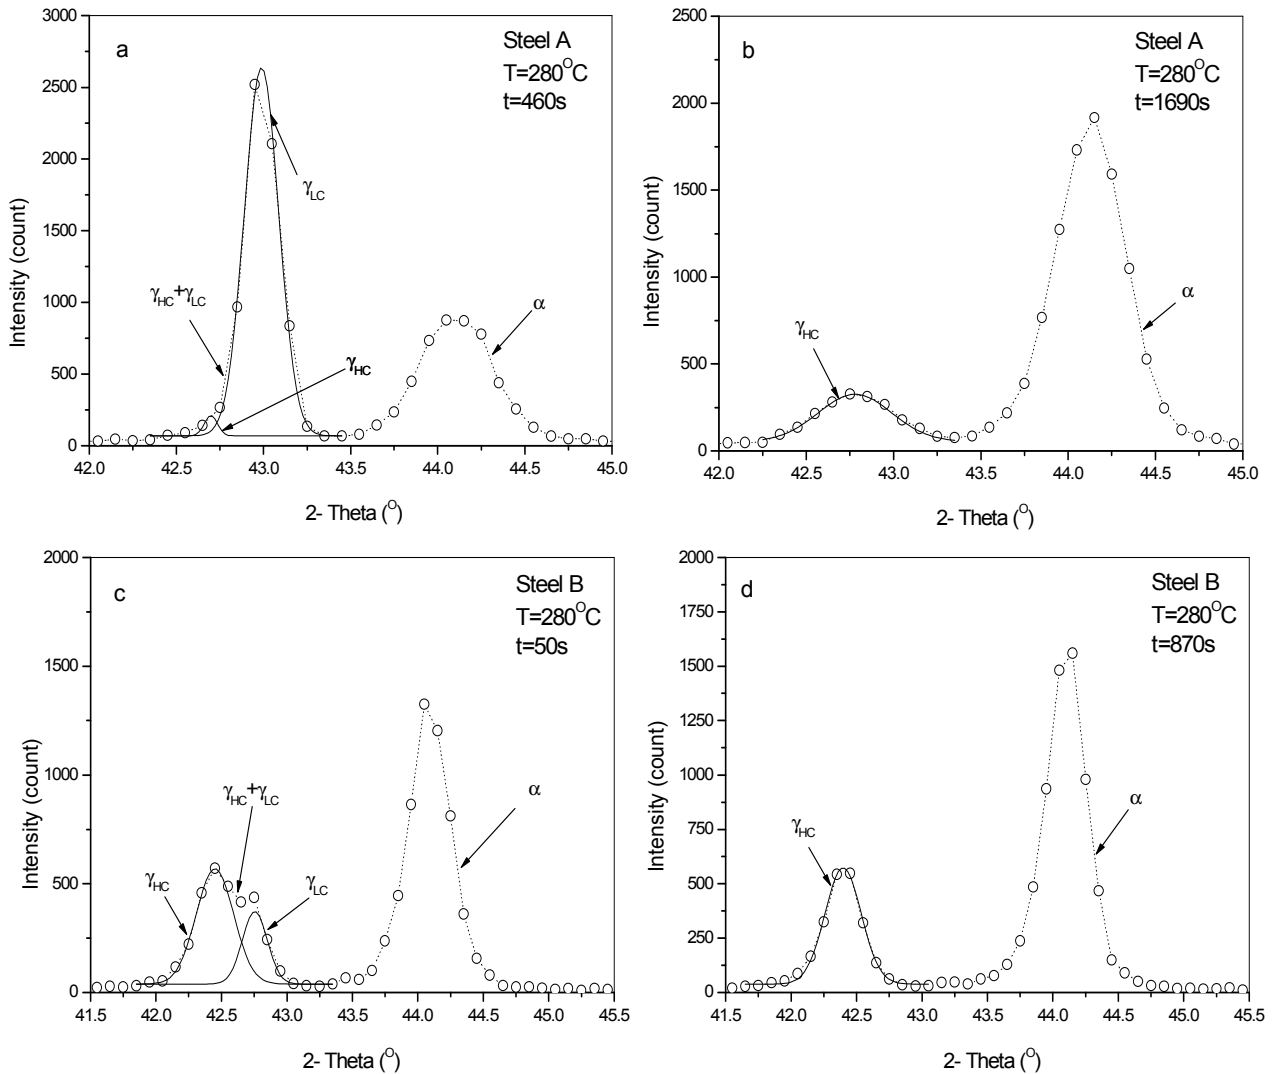 a
Steel A
T=280°C
t=460s
γHC+γLC
γLC
γHC
α
Intensity (count)
3000
2500
2000
1500
1000
500
0
42.0 42.5 43.0 43.5 44.0 44.5 45.0
2- Theta (O)
b
Steel A
T=280°C
t=1690s
γHC
α
Intensity (count)
2500
2000
1500
1000
500
0
42.0 42.5 43.0 43.5 44.0 44.5 45.0
2- Theta (O)
c
Steel B
T=280°C
t=50s
γHC+γLC
γHC
γLC
α
Intensity (count)
2000
1500
1000
500
0
41.5 42.0 42.5 43.0 43.5 44.0 44.5 45.0 45.5
2- Theta (O)
d
Steel B
T=280°C
t=870s
γHC
α
Intensity (count)
2000
1750
1500
1250
1000
750
500
250
0
41.5 42.0 42.5 43.0 43.5 44.0 44.5 45.0 45.5
2- Theta (O)